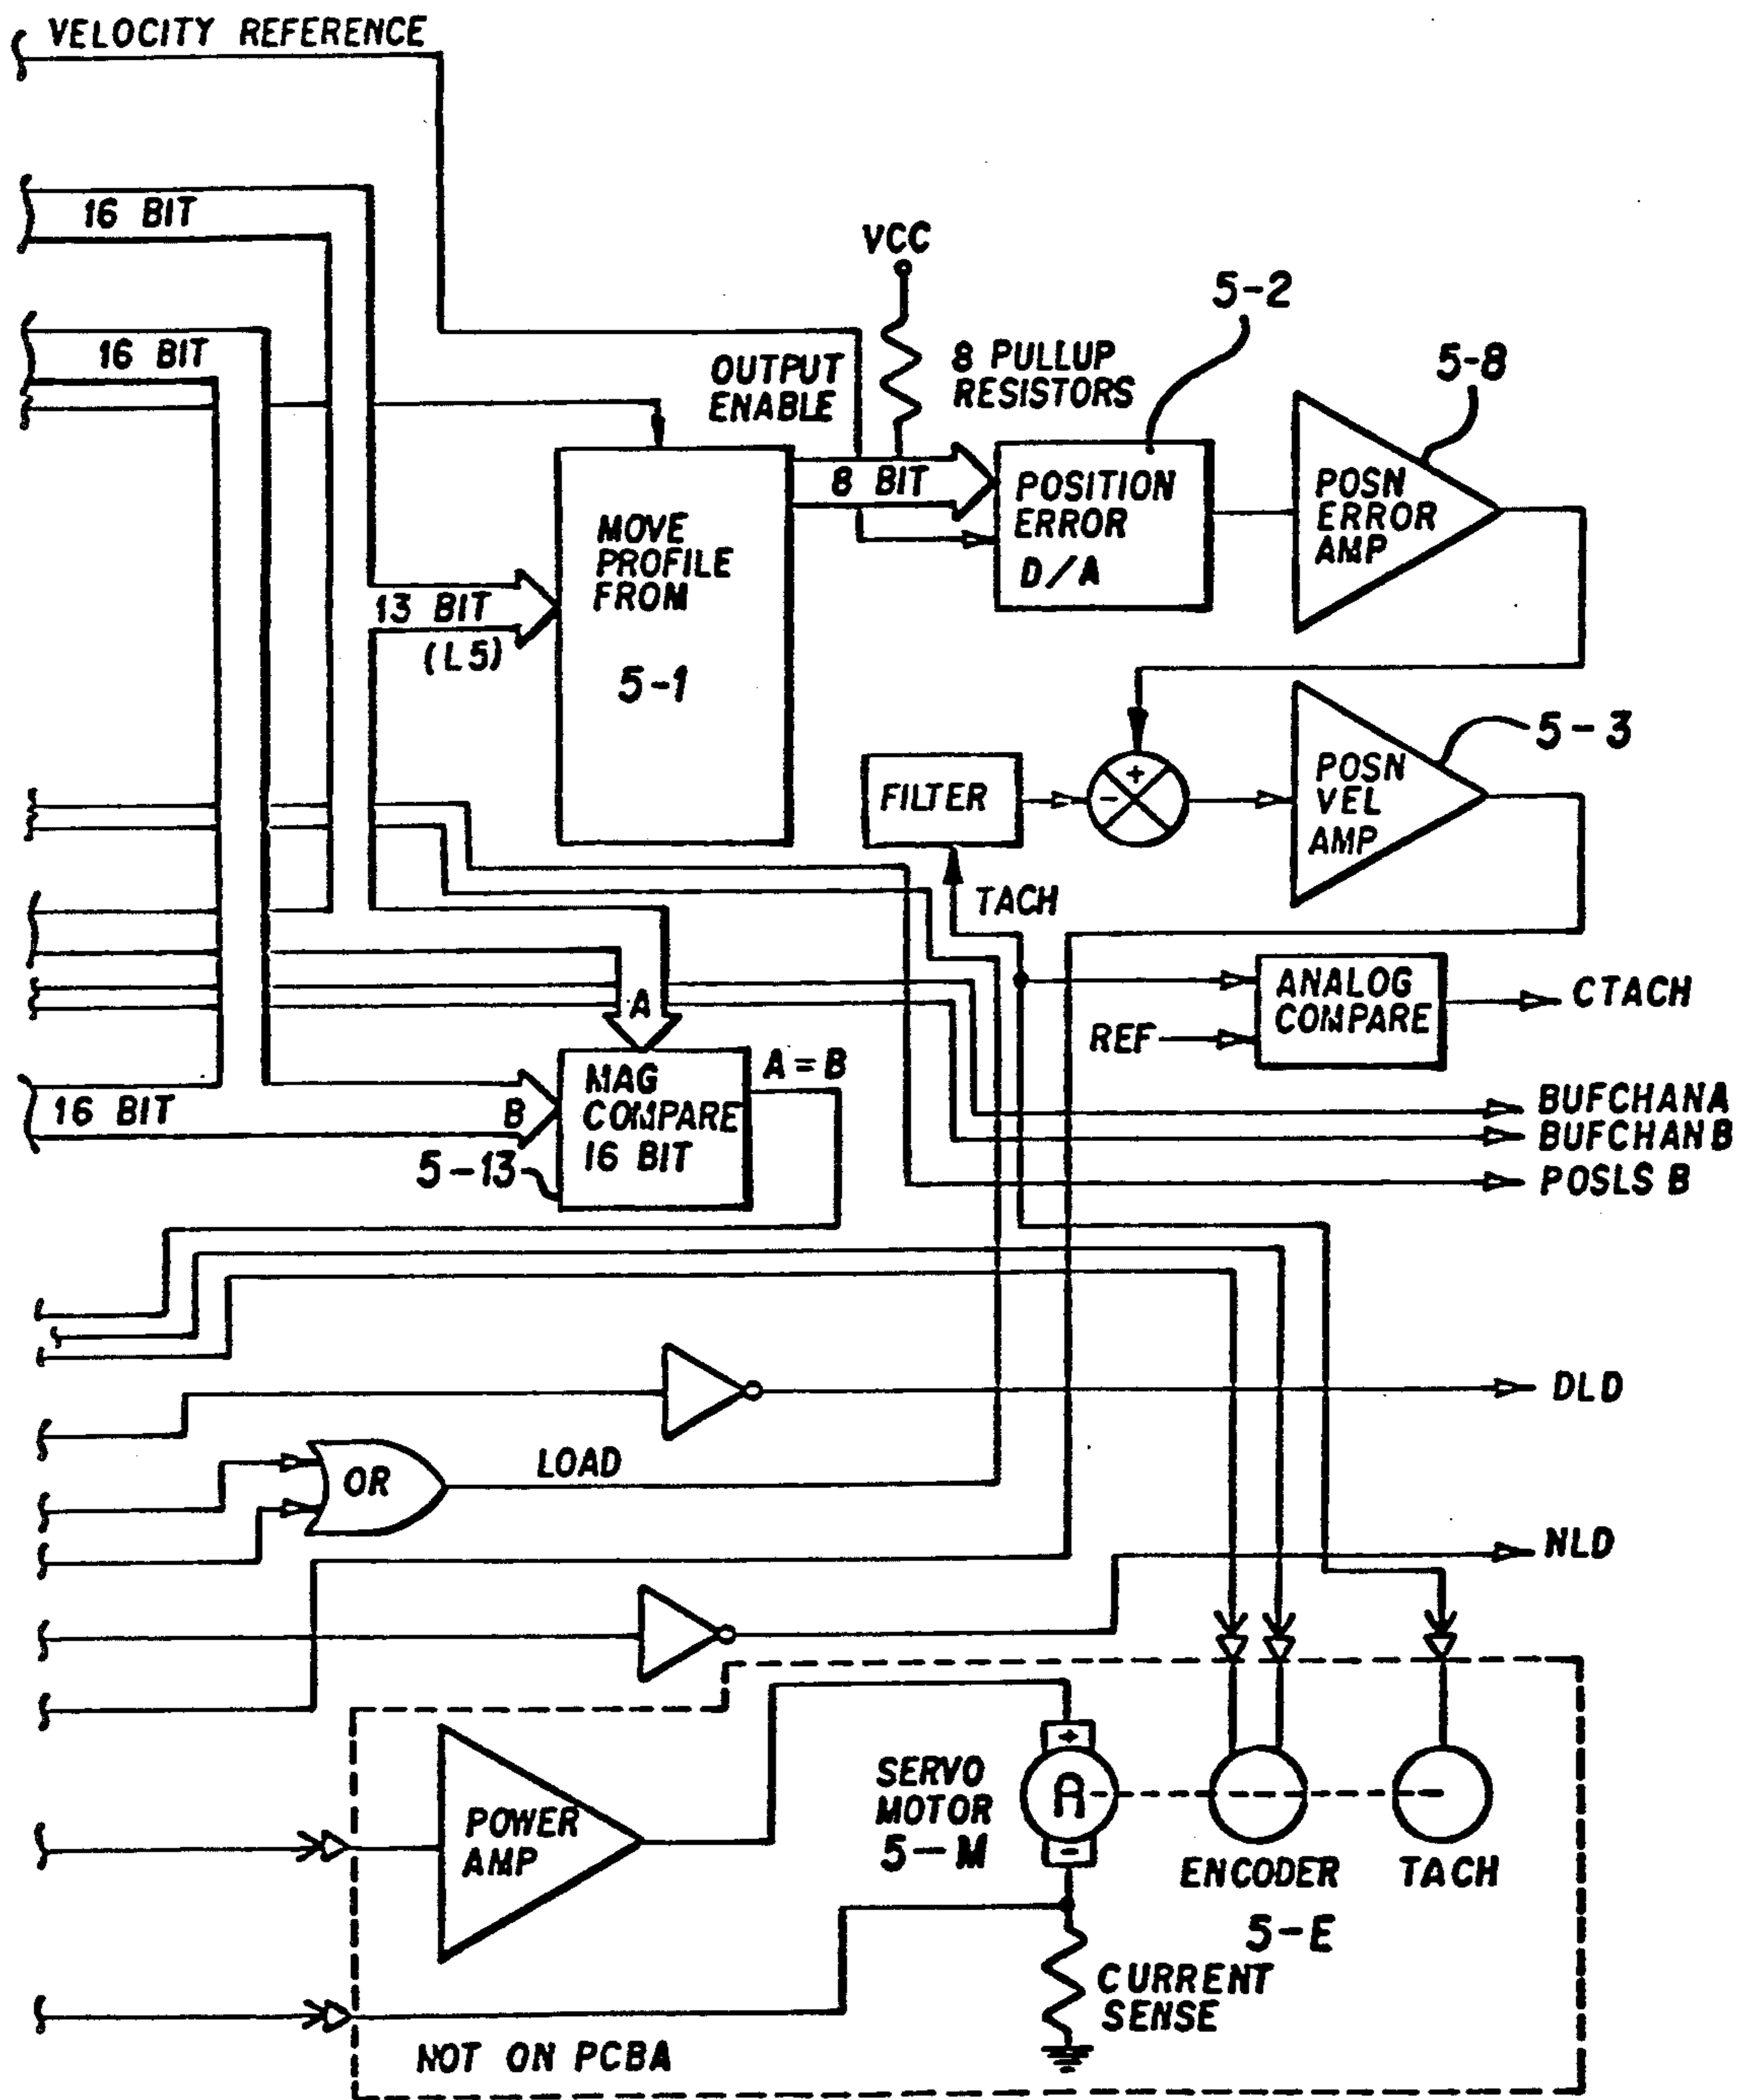 VELOCITY REFERENCE
16 BIT
VCC
5-2
16 BIT
OUTPUT
ENABLE
8 PULLUP
RESISTORS
5-8
8 BIT
POSITION
ERROR
D/A
POSN
ERROR
AMP
MOVE
PROFILE
FROM
5-1
13 BIT
(L5)
5-3
FILTER
-
+
POSN
VEL
AMP
TACH
A
ANALOG
COMPARE
CTACH
REF
A=B
MAG
COMPARE
16 BIT
B
16 BIT
5-13
BUFCHANA
BUFCHANB
POSLS B
DLD
OR
LOAD
NLD
+
A
-
SERVO
MOTOR
5-M
POWER
AMP
ENCODER
5-E
TACH
CURRENT
SENSE
NOT ON PCBA